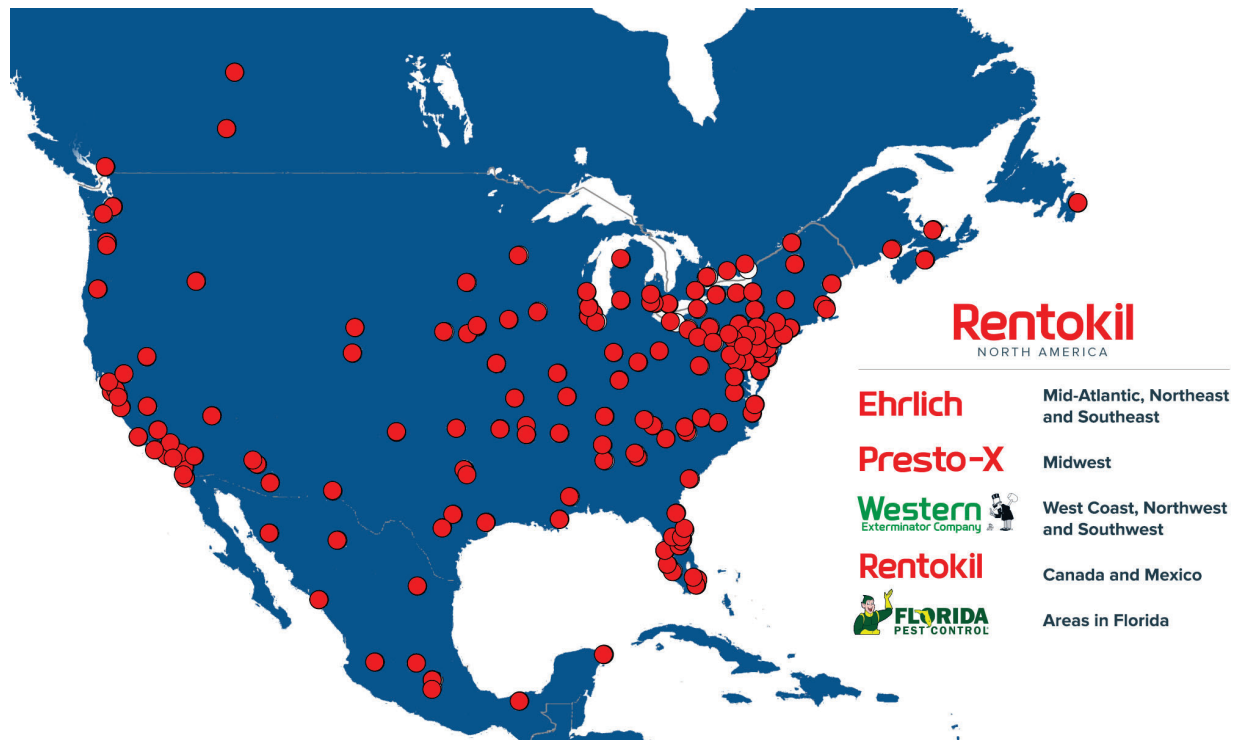 Rentokil
NORTH AMERICA
Ehrlich
Mid-Atlantic, Northeast
and Southeast
Presto-X
Midwest
Western
Exterminator Company
West Coast, Northwest
and Southwest
Rentokil
Canada and Mexico
FLORIDA
PEST CONTROL
Areas in Florida